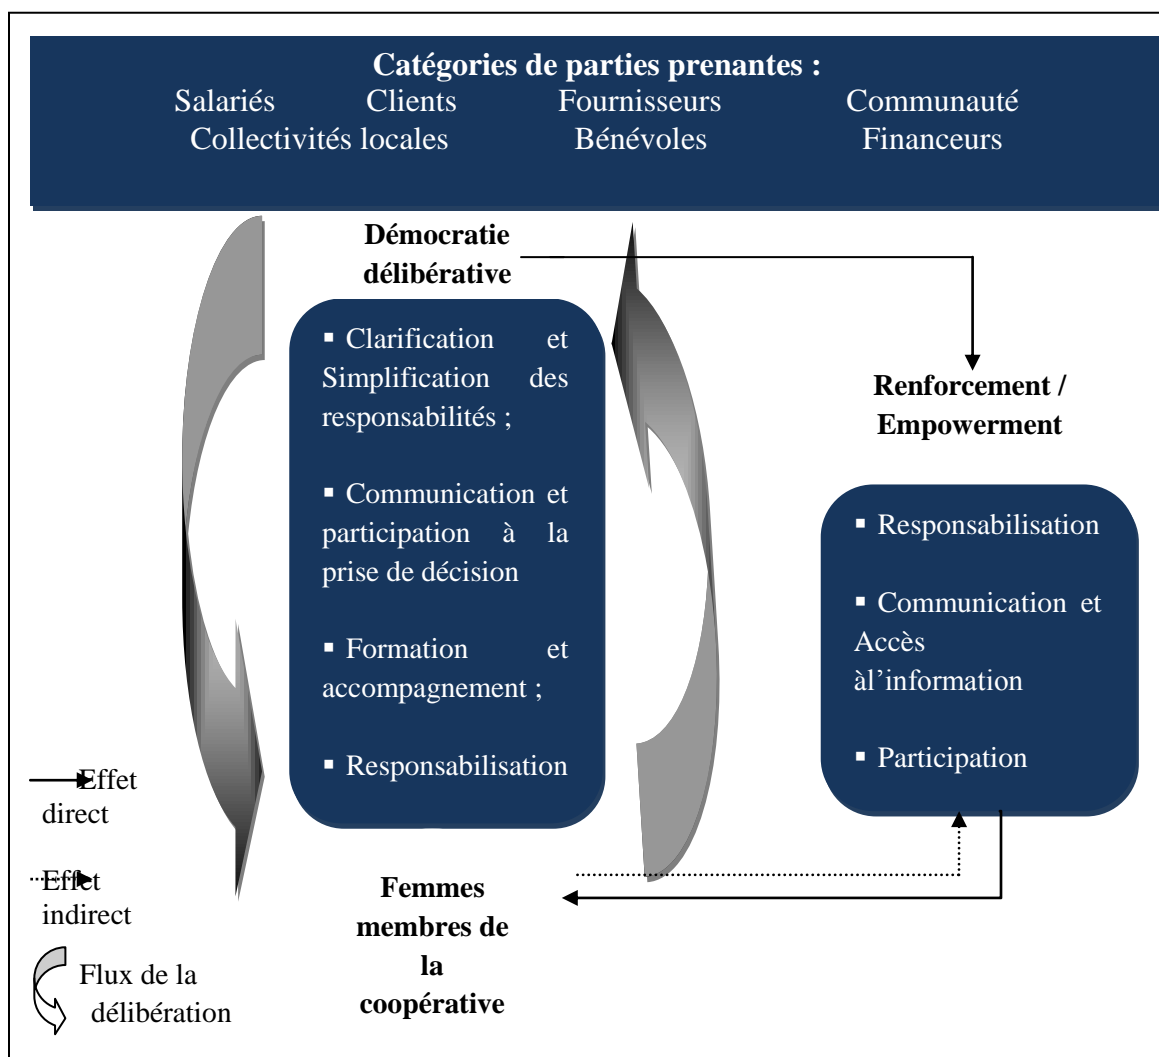 Catégories de parties prenantes :
Salariés Clients Fournisseurs Communauté
Collectivités locales Bénévoles Financeurs
Démocratie
délibérative
▪ Clarification et
Simplification des
responsabilités ;
▪ Communication et
participation à la
prise de décision
▪ Formation et
accompagnement ;
▪ Responsabilisation
Renforcement /
Empowerment
▪ Responsabilisation
▪ Communication et
Accès
àl’information
▪ Participation
Femmes
membres de
la
coopérative
Effet
direct
Effet
indirect
Flux de la
délibération